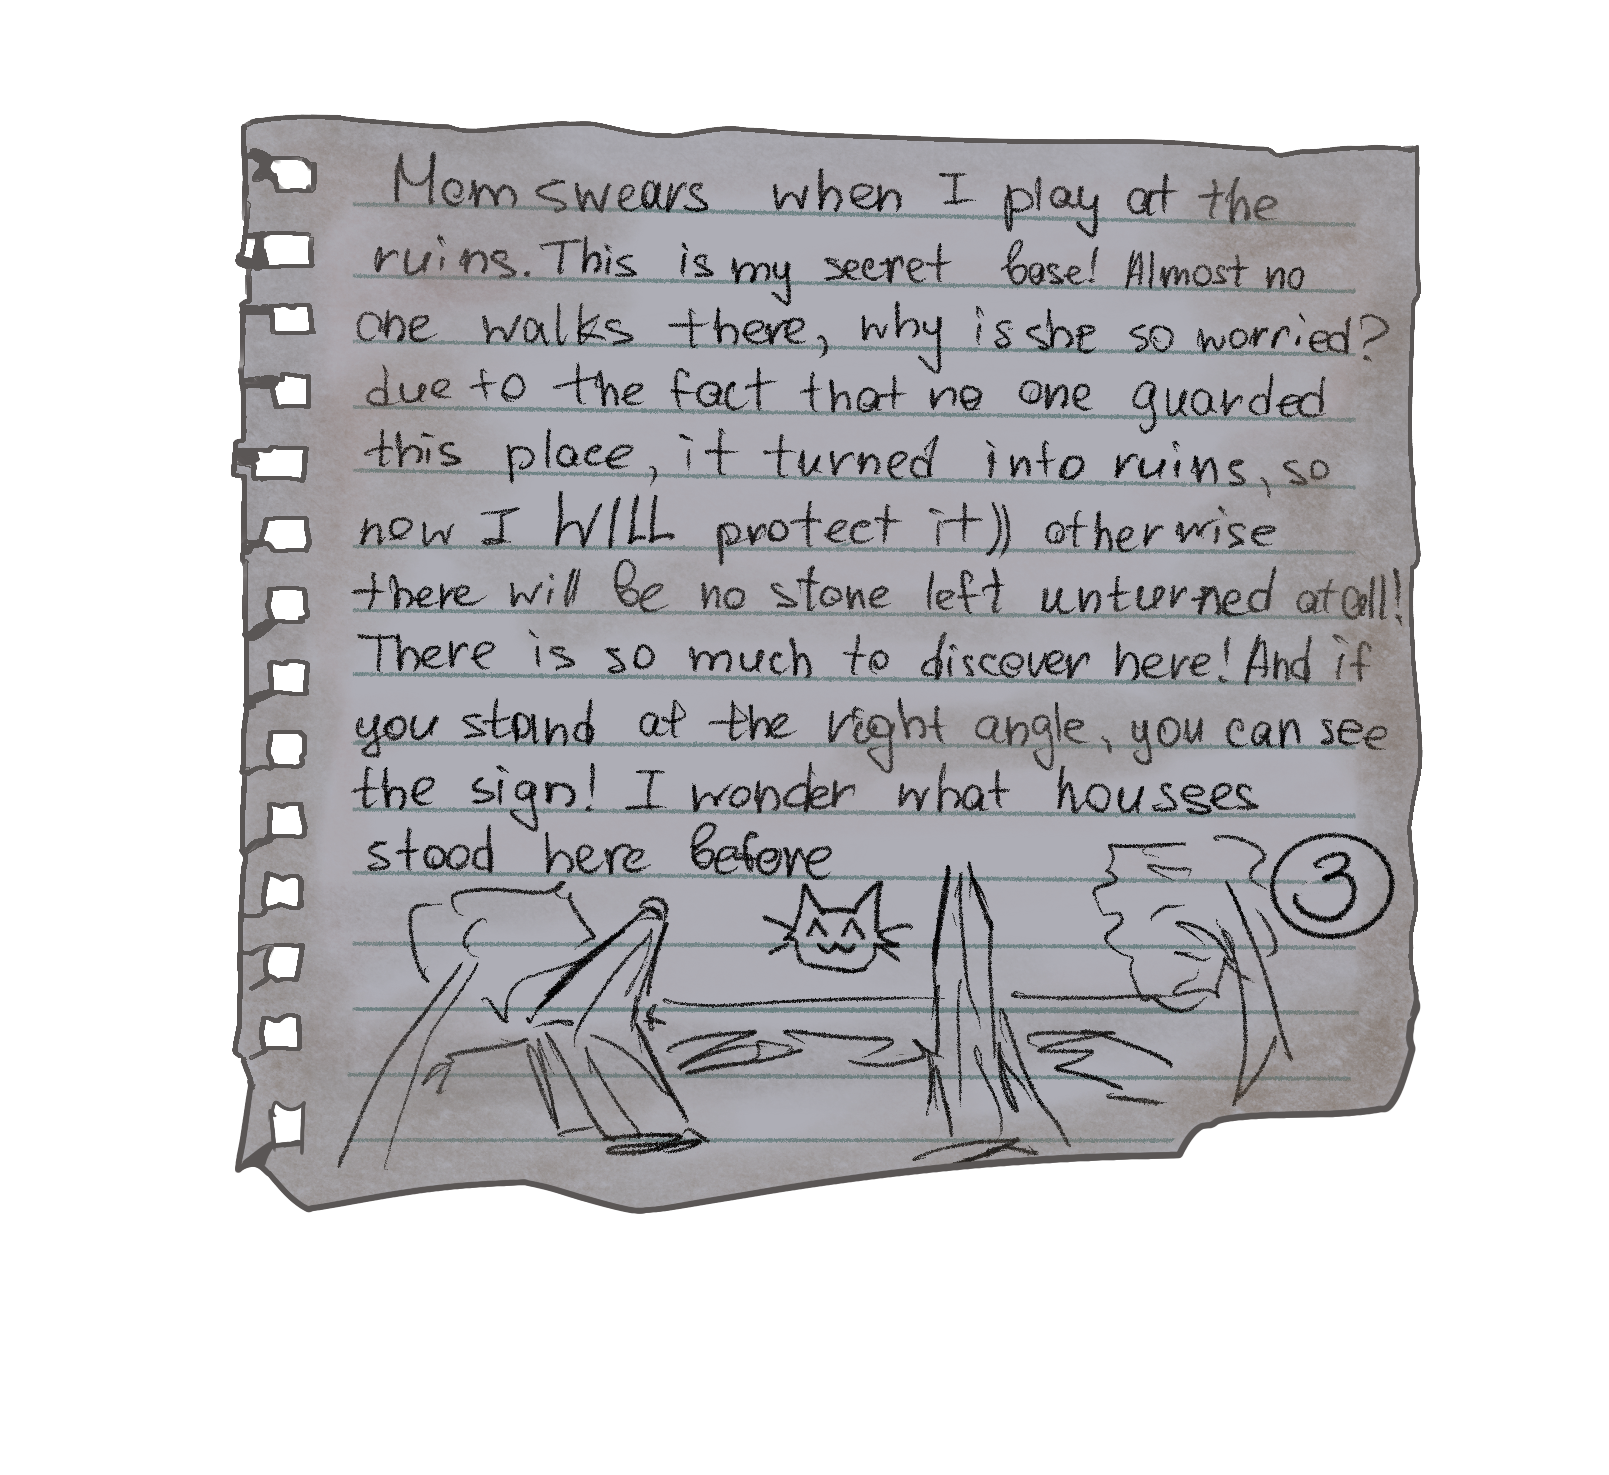 Mom swears when I play at the
ruins. This is my secret base! Almost no
one walks there, why is she so worried?
due to the fact that no one guarded
this place, it turned into ruins, so
now I WILL protect it)) otherwise
there will be no stone left unturned at all!
There is so much to discover here! And if
you stand at the right angle, you can see
the sign! I wonder what housses
stood here before
3